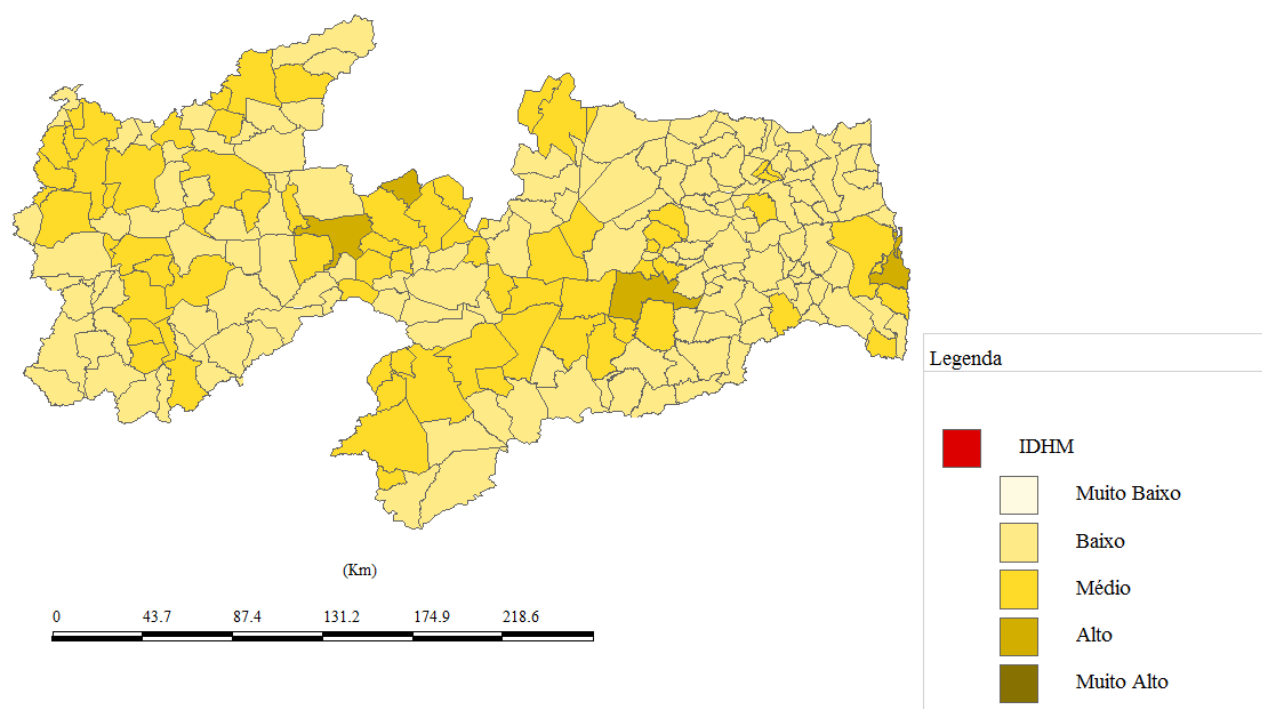 Legenda
IDHM
Muito Baixo
Baixo
Médio
Alto
Muito Alto
(Km)
0 43.7 87.4 131.2 174.9 218.6